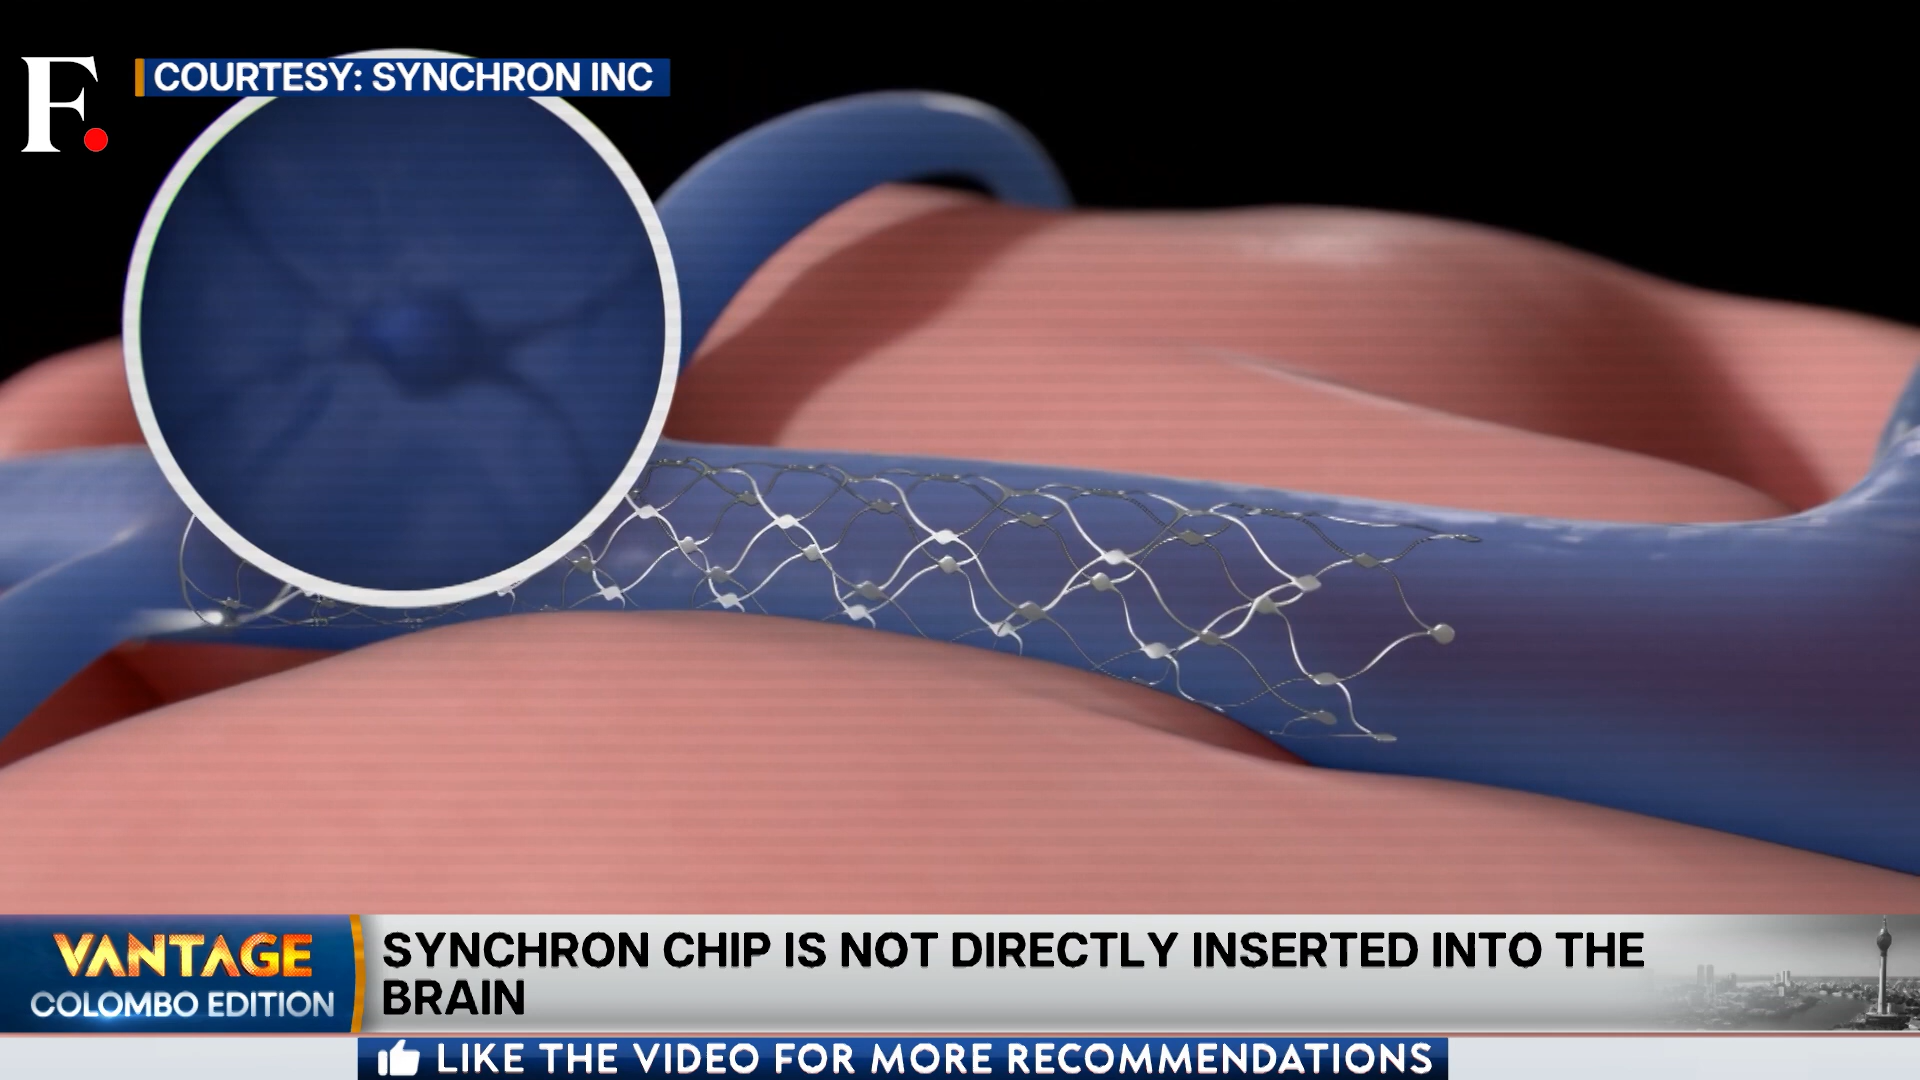 F.
COURTESY: SYNCHRON INC
VANTAGE
COLOMBO EDITION
SYNCHRON CHIP IS NOT DIRECTLY INSERTED INTO THE
BRAIN
LIKE THE VIDEO FOR MORE RECOMMENDATIONS